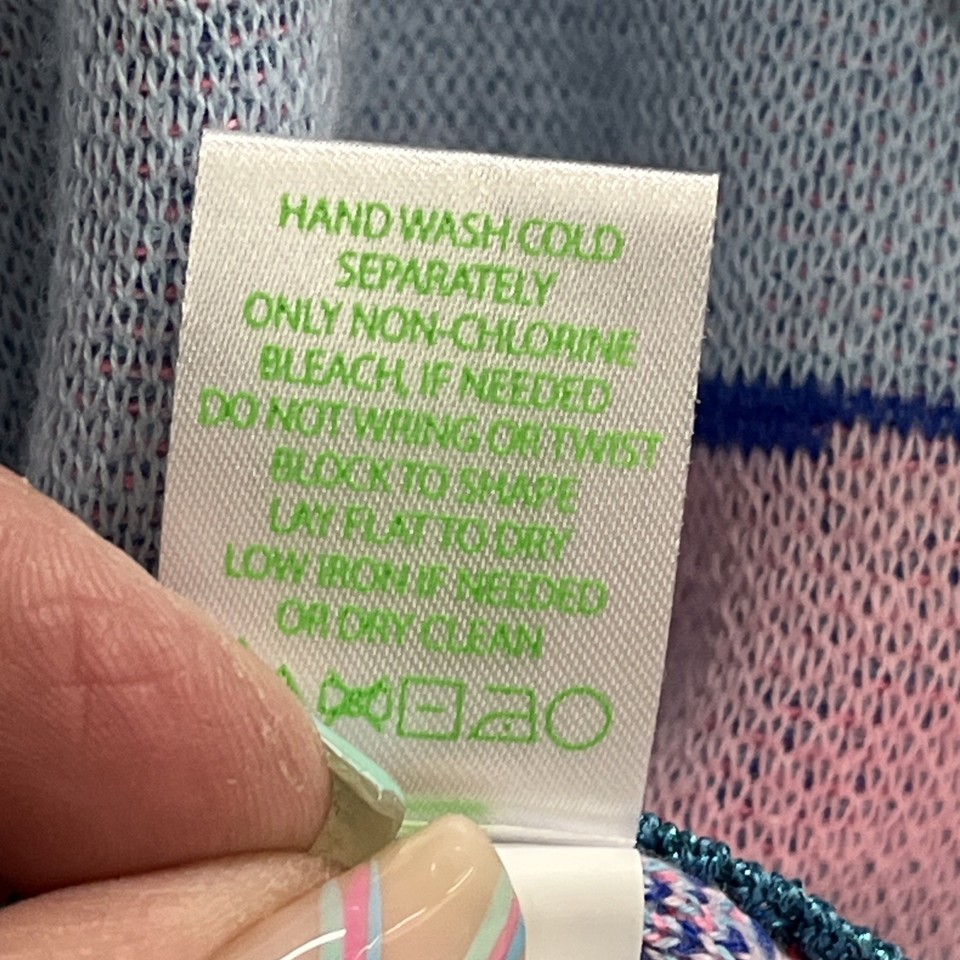 HAND WASH COLD
SEPARATELY
ONLY NON-CHLORINE
BLEACH, IF NEEDED
DO NOT WRING OR TWIST
BLOCK TO SHAPE
LAY FLAT TO DRY
LOW IRON IF NEEDED
OR DRY CLEAN